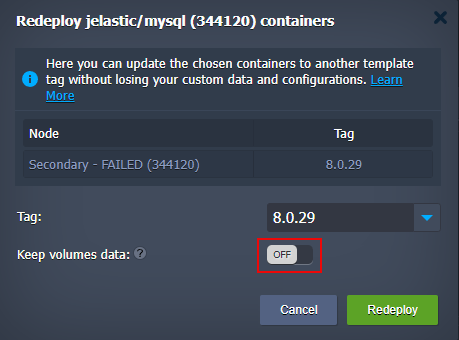 Redeploy jelastic/mysql (344120) containers
Here you can update the chosen containers to another template
tag without losing your custom data and configurations. Learn
More
Node Tag
Secondary - FAILED (344120) 8.0.29
Tag: 8.0.29
Keep volumes data: ? OFF
Cancel Redeploy